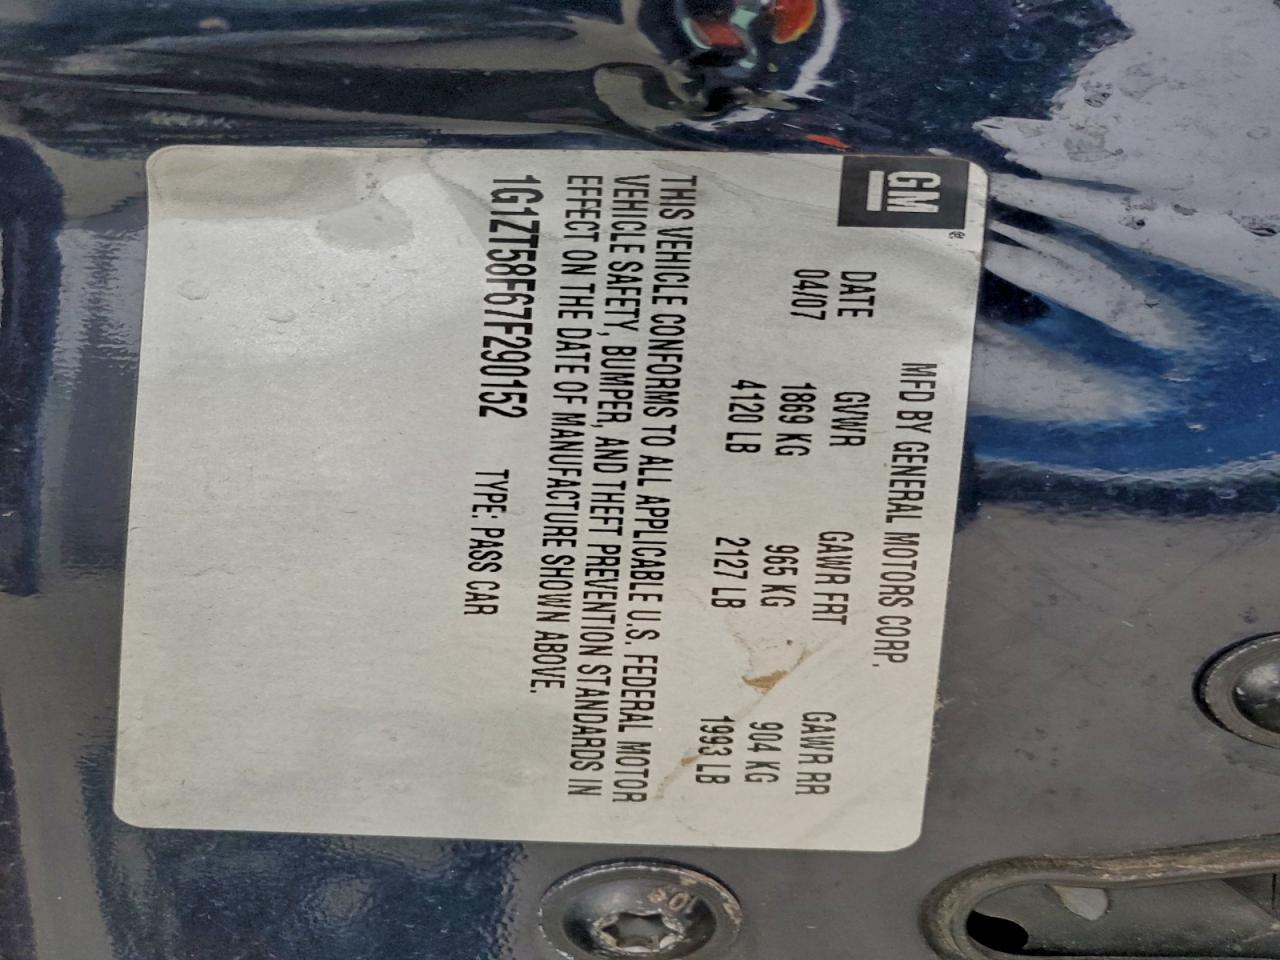 GM®
MFD BY GENERAL MOTORS CORP.
DATE GVWR GAWR FRT GAWR RR
04/07 1869 KG 965 KG 904 KG
4120 LB 2127 LB 1993 LB
THIS VEHICLE CONFORMS TO ALL APPLICABLE U.S. FEDERAL MOTOR
VEHICLE SAFETY, BUMPER, AND THEFT PREVENTION STANDARDS IN
EFFECT ON THE DATE OF MANUFACTURE SHOWN ABOVE.
1G1ZT58F67F290152 TYPE: PASS CAR